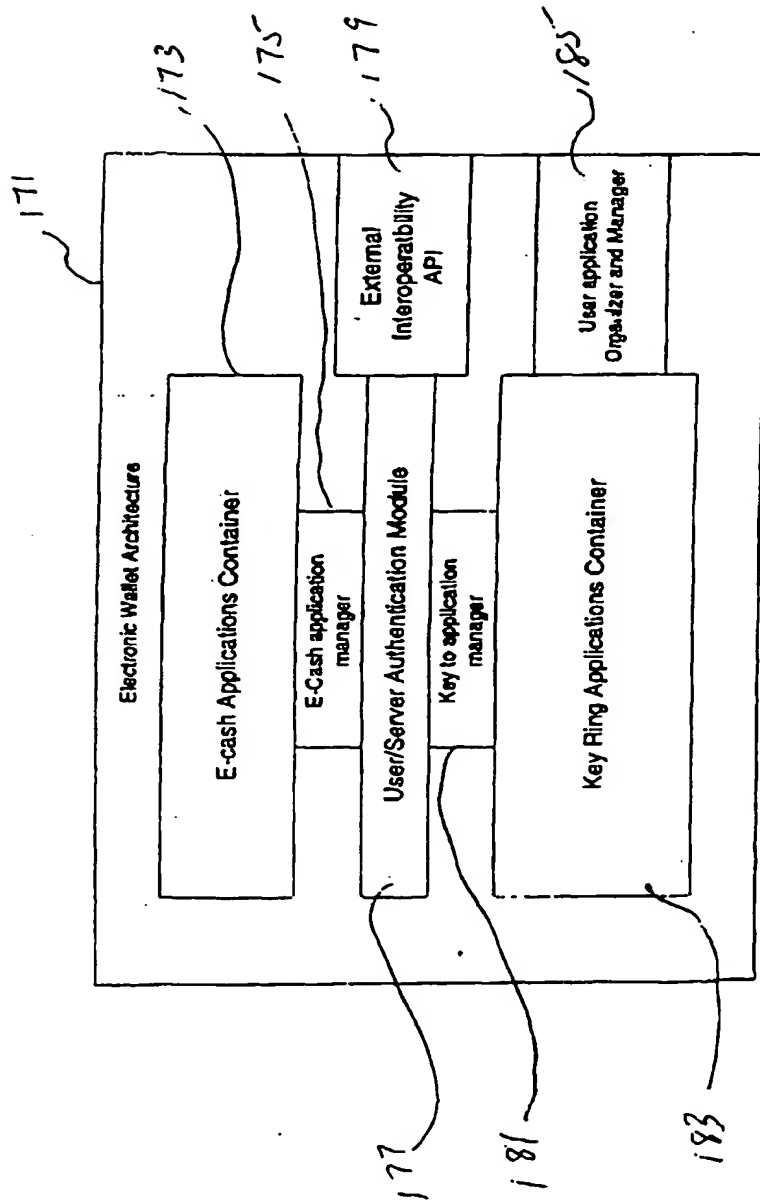 171
173
175
179
185
Electronic Wallet Architecture
E-cash Applications Container
E-Cash application
manager
User/Server Authentication Module
External
Interoperatbility
API
Key to application
manager
Key Ring Applications Container
User application
Organizer and Manager
177
181
183